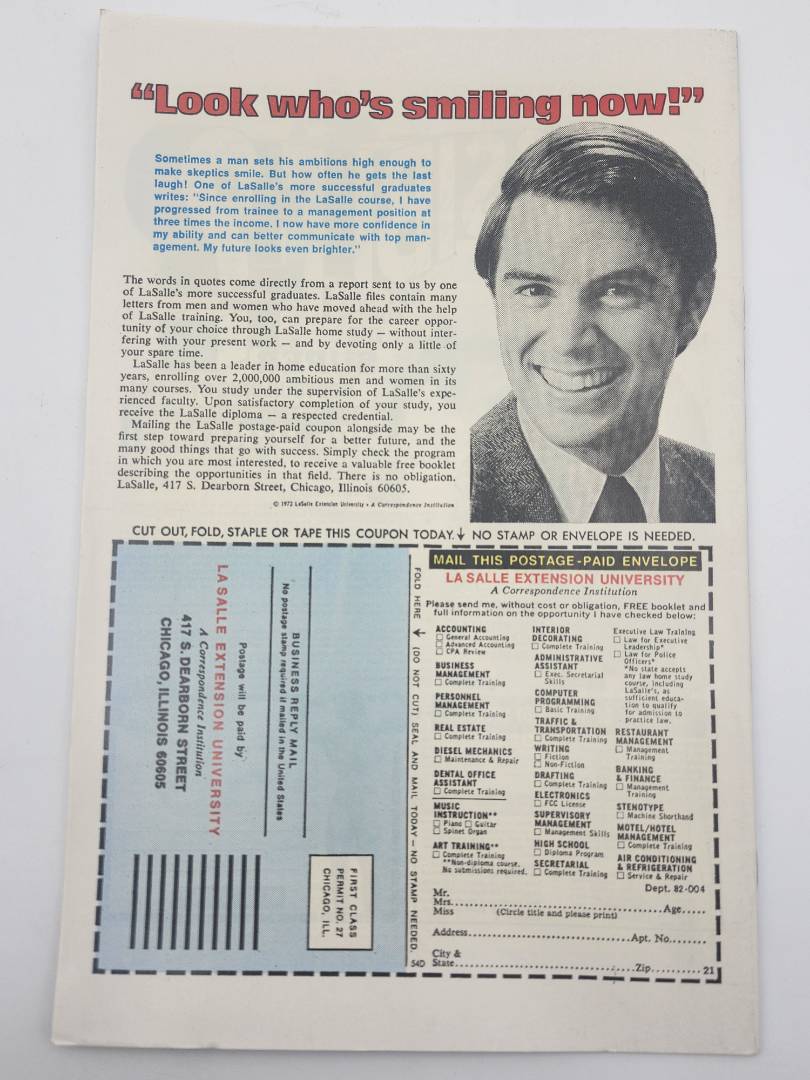 “Look who’s smiling now!”
Sometimes a man sets his ambitions high enough to
make skeptics smile. But how often he gets the last
laugh! One of LaSalle's more successful graduates
writes: "Since enrolling in the LaSalle course, I have
progressed from trainee to a management position at
three times the income. I now have more confidence in
my ability and can better communicate with top man-
agement. My future looks even brighter."
The words in quotes come directly from a report sent to us by one
of LaSalle's more successful graduates. LaSalle files contain many
letters from men and women who have moved ahead with the help
of LaSalle training. You, too, can prepare for the career oppor-
tunity of your choice through LaSalle home study — without inter-
fering with your present work — and by devoting only a little of
your spare time.
LaSalle has been a leader in home education for more than sixty
years, enrolling over 2,000,000 ambitious men and women in its
many courses. You study under the supervision of LaSalle's expe-
rienced faculty. Upon satisfactory completion of your study, you
receive the LaSalle diploma — a respected credential.
Mailing the LaSalle postage-paid coupon alongside may be the
first step toward preparing yourself for a better future, and the
many good things that go with success. Simply check the program
in which you are most interested, to receive a valuable free booklet
describing the opportunities in that field. There is no obligation.
LaSalle, 417 S. Dearborn Street, Chicago, Illinois 60605.
© 1972 LaSalle Extension University • A Correspondence Institution
CUT OUT, FOLD, STAPLE OR TAPE THIS COUPON TODAY. ↓ NO STAMP OR ENVELOPE IS NEEDED.
FIRST CLASS
PERMIT NO. 27
CHICAGO, ILL.
BUSINESS REPLY MAIL
No postage stamp required if mailed in the United States
Postage will be paid by
LA SALLE EXTENSION UNIVERSITY
A Correspondence Institution
417 S. DEARBORN STREET
CHICAGO, ILLINOIS 60605
FOLD HERE → (DO NOT CUT) SEAL AND MAIL TODAY — NO STAMP NEEDED.
54D
MAIL THIS POSTAGE-PAID ENVELOPE
LA SALLE EXTENSION UNIVERSITY
A Correspondence Institution
Please send me, without cost or obligation, FREE booklet and
full information on the opportunity I have checked below:
ACCOUNTING
☐ General Accounting
☐ Advanced Accounting
☐ CPA Review
BUSINESS
MANAGEMENT
☐ Complete Training
PERSONNEL
MANAGEMENT
☐ Complete Training
REAL ESTATE
☐ Complete Training
DIESEL MECHANICS
☐ Maintenance & Repair
DENTAL OFFICE
ASSISTANT
☐ Complete Training
MUSIC
INSTRUCTION**
☐ Piano ☐ Guitar
☐ Spinet Organ
ART TRAINING**
☐ Complete Training
**Non-diploma course.
No submissions required.
INTERIOR
DECORATING
☐ Complete Training
ADMINISTRATIVE
ASSISTANT
☐ Exec. Secretarial
Skills
COMPUTER
PROGRAMMING
☐ Basic Training
TRAFFIC &
TRANSPORTATION
☐ Complete Training
WRITING
☐ Fiction
☐ Non-Fiction
DRAFTING
☐ Complete Training
ELECTRONICS
☐ FCC License
SUPERVISORY
MANAGEMENT
☐ Management Skills
HIGH SCHOOL
☐ Diploma Program
SECRETARIAL
☐ Complete Training
Executive Law Training
☐ Law for Executive
Leadership*
☐ Law for Police
Officers*
*No state accepts
any law home study
course, including
LaSalle's, as
sufficient educa-
tion to qualify
for admission to
practice law.
RESTAURANT
MANAGEMENT
☐ Management
Training
BANKING
& FINANCE
☐ Management
Training
STENOTYPE
☐ Machine Shorthand
MOTEL/HOTEL
MANAGEMENT
☐ Complete Training
AIR CONDITIONING
& REFRIGERATION
☐ Service & Repair
Dept. 82-004
Mr.
Mrs.......Age.....
Miss (Circle title and please print)
Address.......Apt. No........
City &
State.......Zip.......... 21